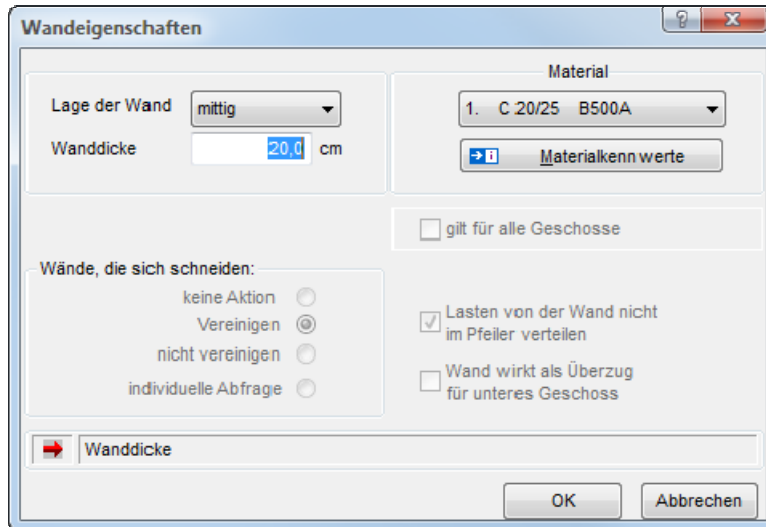 Wandeigenschaften
Lage der Wand mittig
Wanddicke 20,0 cm
Material
1. C 20/25 B500A
Materialkennwerte
gilt für alle Geschosse
Wände, die sich schneiden:
keine Aktion
Vereinigen
nicht vereinigen
individuelle Abfrage
Lasten von der Wand nicht
im Pfeiler verteilen
Wand wirkt als Überzug
für unteres Geschoss
Wanddicke
OK Abbrechen